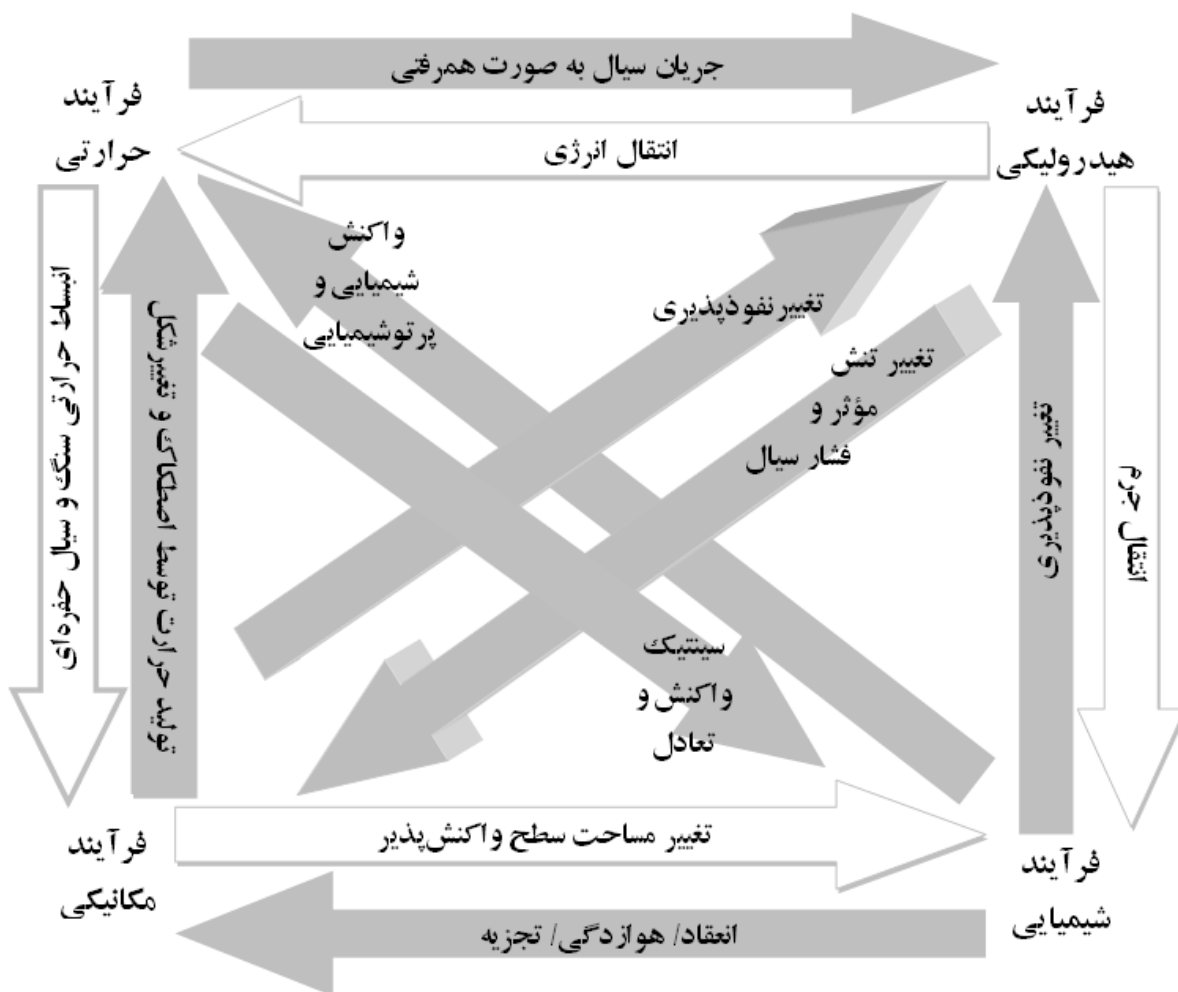 جریان سیال به صورت همرفتی
فرآیند
حرارتی
فرآیند
هیدرولیکی
انتقال انرژی
واکنش
شیمیایی و
پرتوشیمیایی
تغییرنفوذپذیری
تغییر تنش
مؤثر و
فشار سیال
انبساط حرارتی سنگ و سیال حفره‌ای
تولید حرارت توسط اصطکاک و تغییرشکل
تغییر نفوذپذیری
انتقال جرم
سینتیک
واکنش و
تعادل
تغییر مساحت سطح واکنش‌پذیر
فرآیند
مکانیکی
فرآیند
شیمیایی
انعقاد/ هوازدگی/ تجزیه